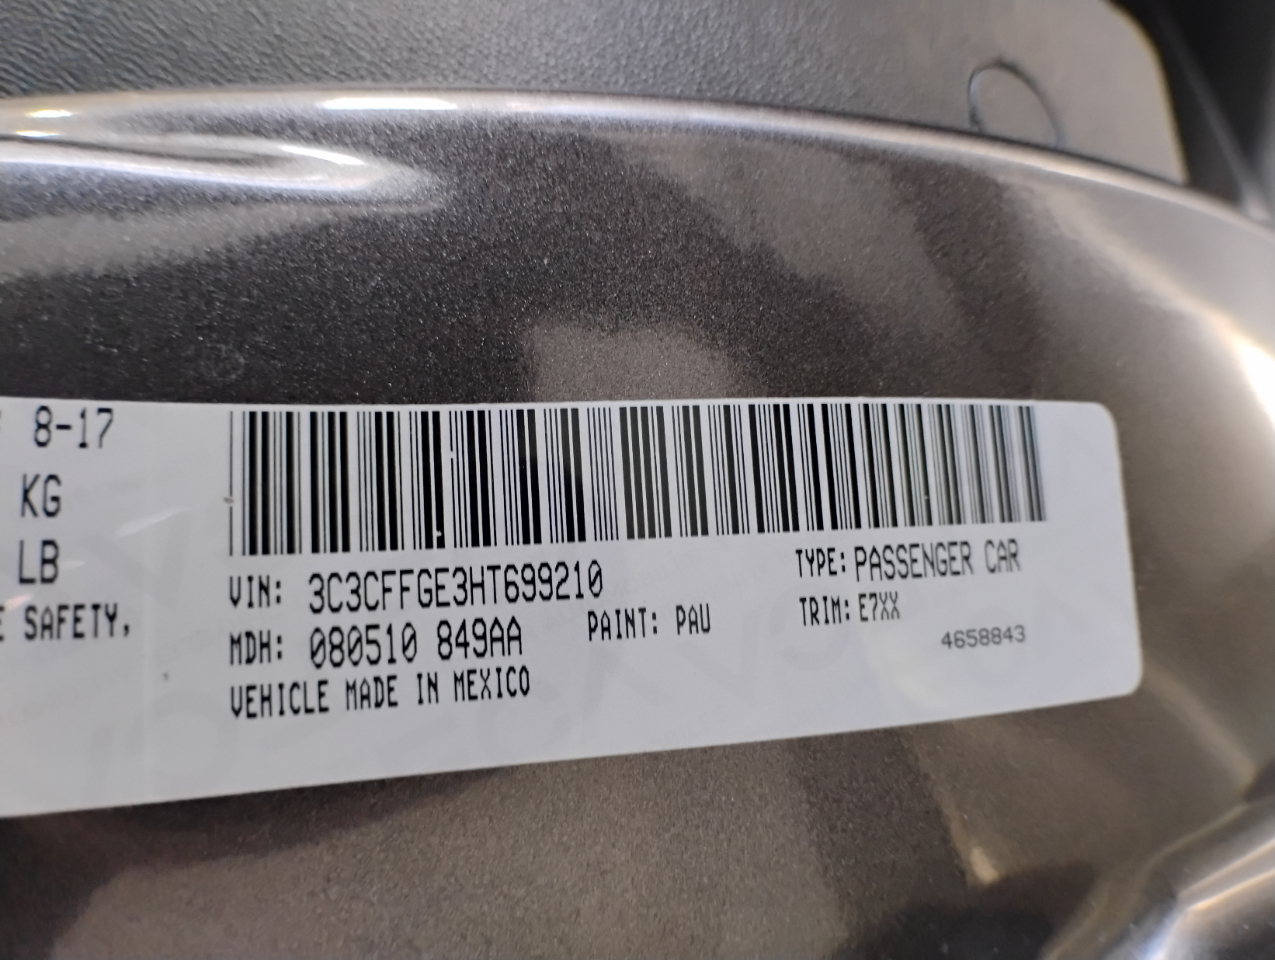 8-17
KG
LB
SAFETY,
VIN: 3C3CFFGE3HT699210
TYPE: PASSENGER CAR
MDH: 080510 849AA
PAINT: PAU
TRIM: E7XX
4658843
VEHICLE MADE IN MEXICO